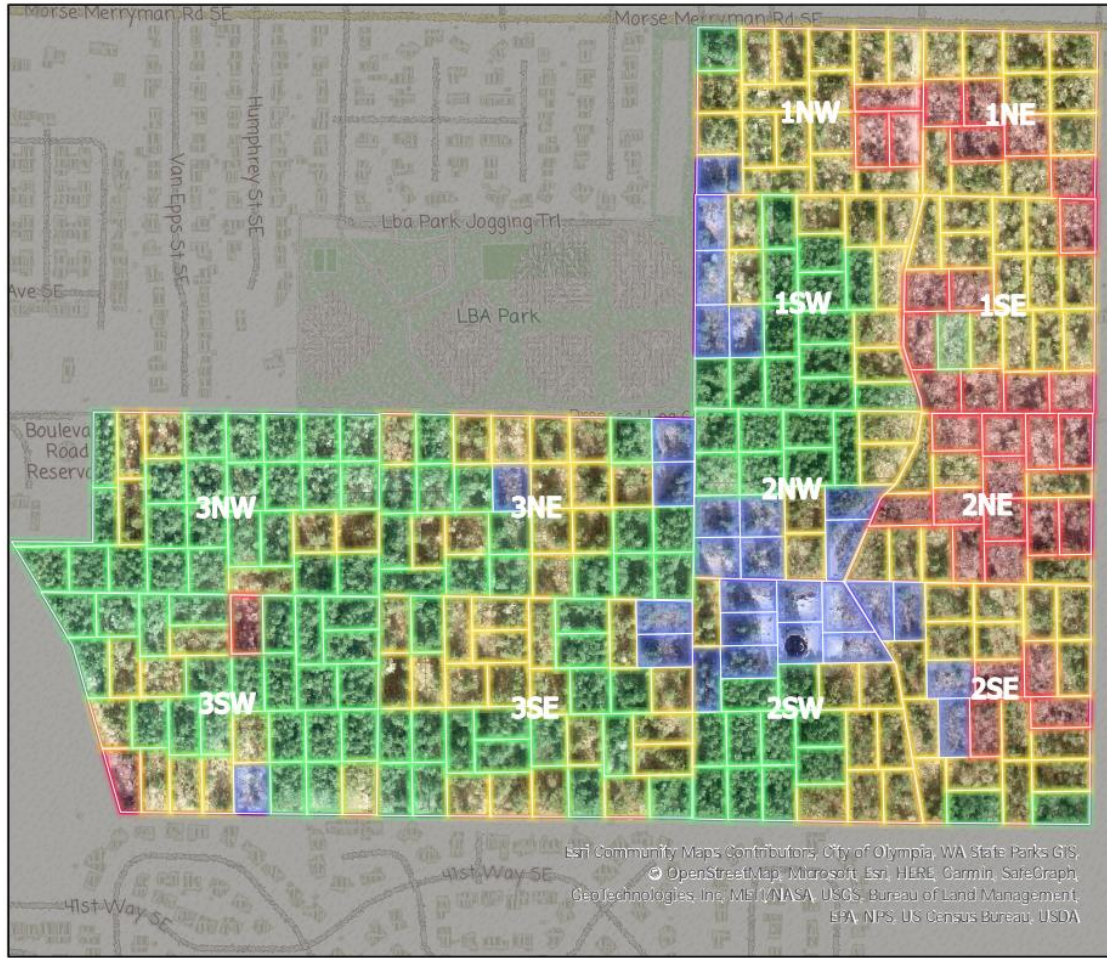 Morse Merryman Rd SE
Morse Merryman Rd SE
Humphrey St SE
Van Epps St SE
1NW
1NE
Lba Park Jogging Trl
Ave SE
LBA Park
1SW
1SE
Bouleva
Road
Reserva
3NW
3NE
2NW
2NE
3SW
3SE
2SW
2SE
Esri Community Maps Contributors, City of Olympia, WA State Parks GIS,
© OpenStreetMap, Microsoft, Esri, HERE, Garmin, SafeGraph,
GeoTechnologies, Inc, METI/NASA, USGS, Bureau of Land Management,
EPA, NPS, US Census Bureau, USDA
41st Way SE
41st Way SE